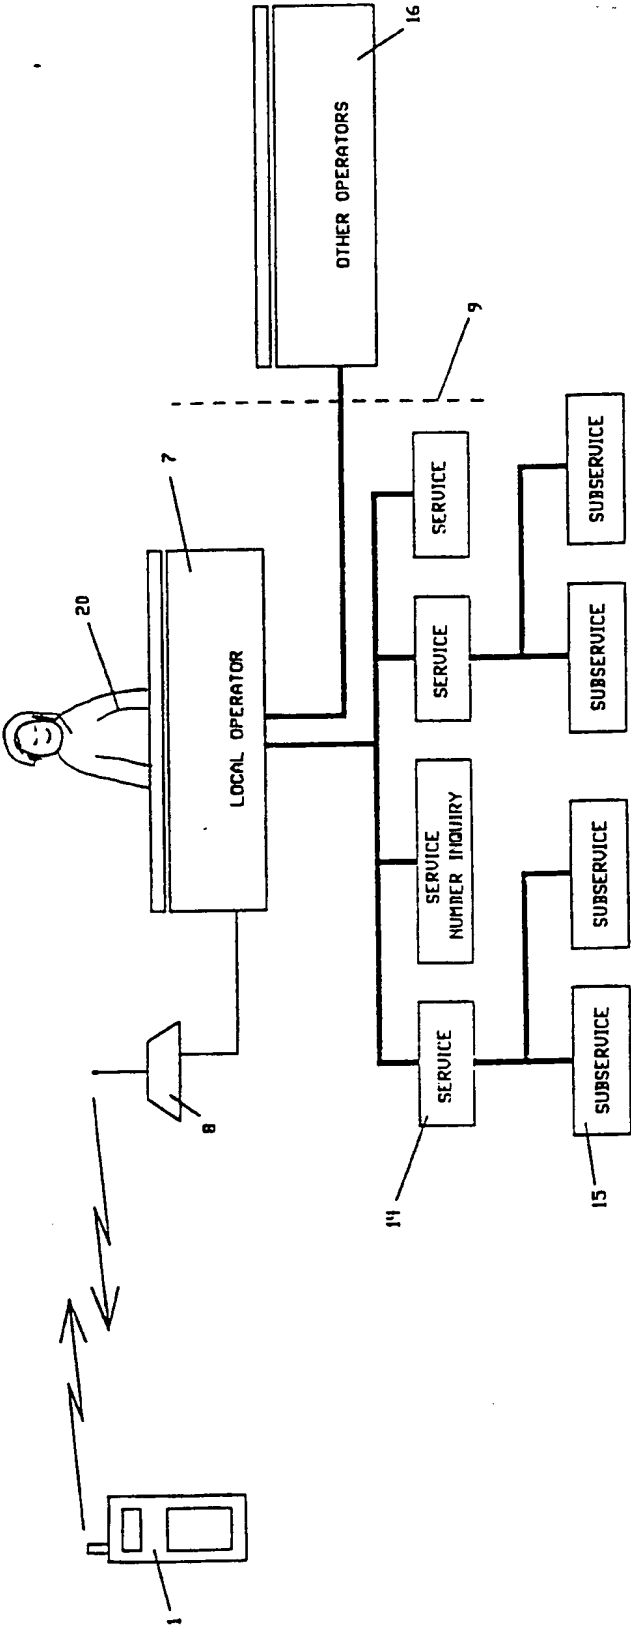 16
OTHER OPERATORS
9
7
20
LOCAL OPERATOR
8
1
SERVICE
SERVICE
SERVICE
NUMBER INQUIRY
SERVICE
14
SUBSERVICE
SUBSERVICE
SUBSERVICE
SUBSERVICE
15